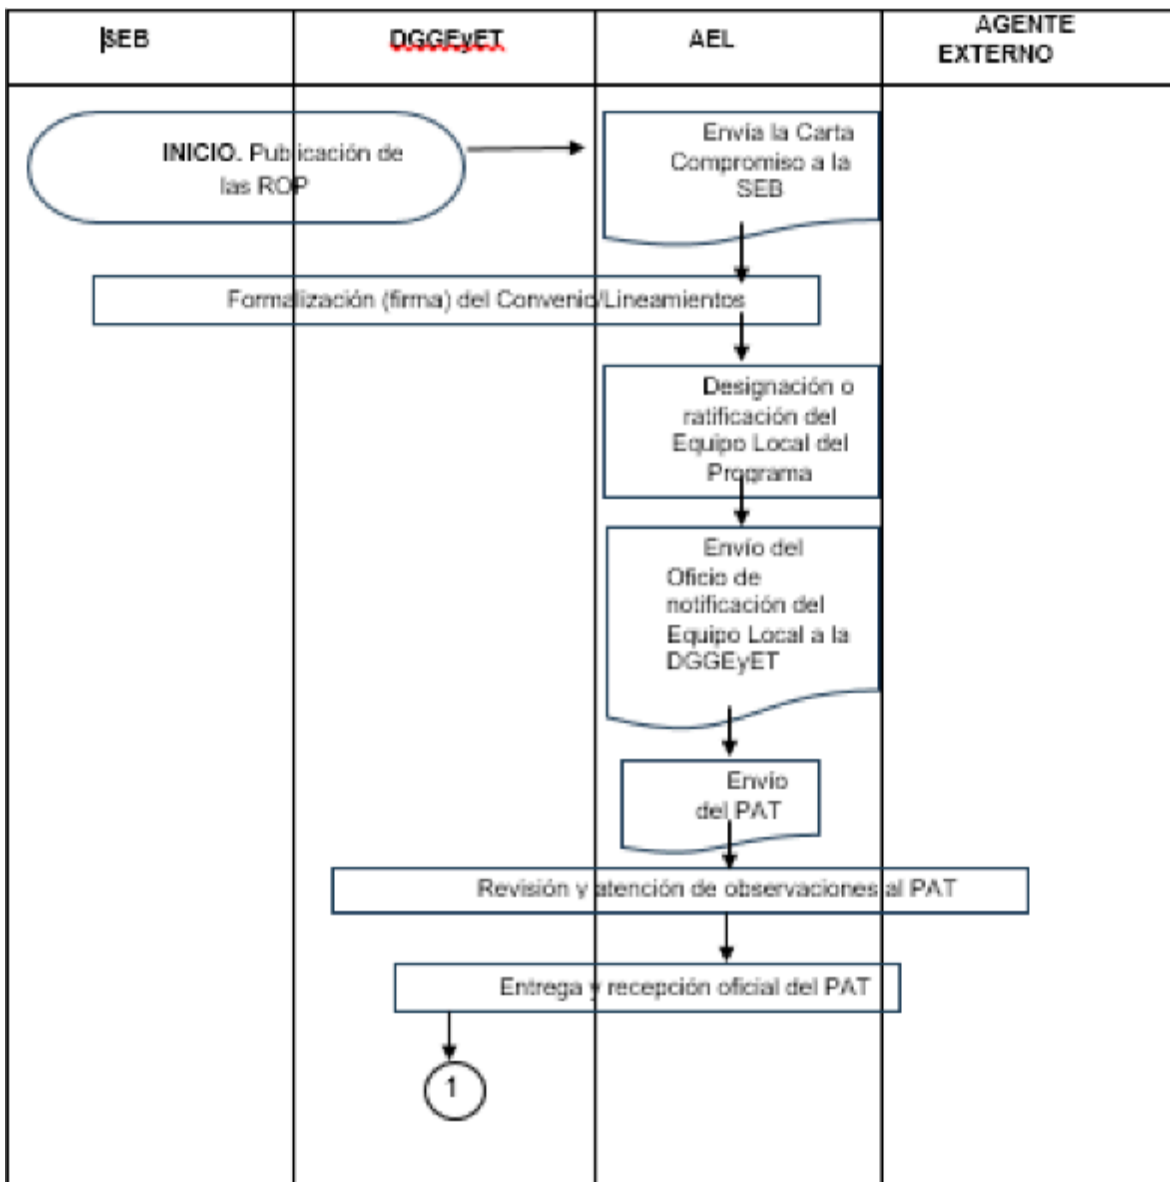 SEB
DGGEyET
AEL
AGENTE
EXTERNO
INICIO. Publicación de
las ROP
Envía la Carta
Compromiso a la
SEB
Formalización (firma) del Convenio/Lineamientos
Designación o
ratificación del
Equipo Local del
Programa
Envío del
Oficio de
notificación del
Equipo Local a la
DGGEyET
Envío
del PAT
Revisión y atención de observaciones al PAT
Entrega y recepción oficial del PAT
1